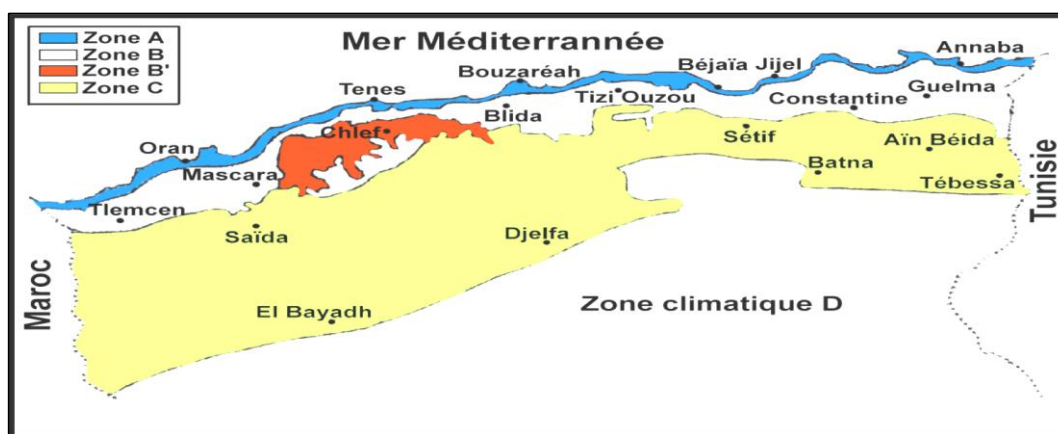 Zone A
Zone B
Zone B'
Zone C
Mer Méditerrannée
Annaba
Bouzaréah
Béjaïa Jijel
Tenes
Tizi Ouzou
Guelma
Constantine
Blida
Chlef
Oran
Sétif
Aïn Béida
Mascara
Batna
Tébessa
Tlemcen
Saïda
Djelfa
El Bayadh
Zone climatique D
Maroc
Tunisie